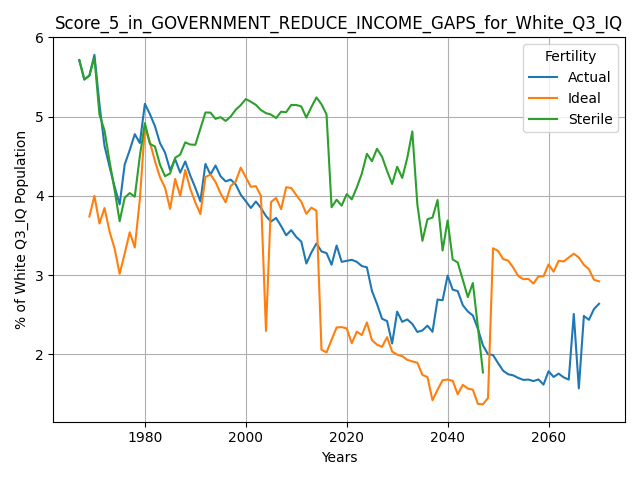 Score_5_in_GOVERNMENT_REDUCE_INCOME_GAPS_for_White_Q3_IQ
Fertility
Actual
Ideal
Sterile
% of White Q3_IQ Population
6
5
4
3
2
1980
2000
2020
2040
2060
Years